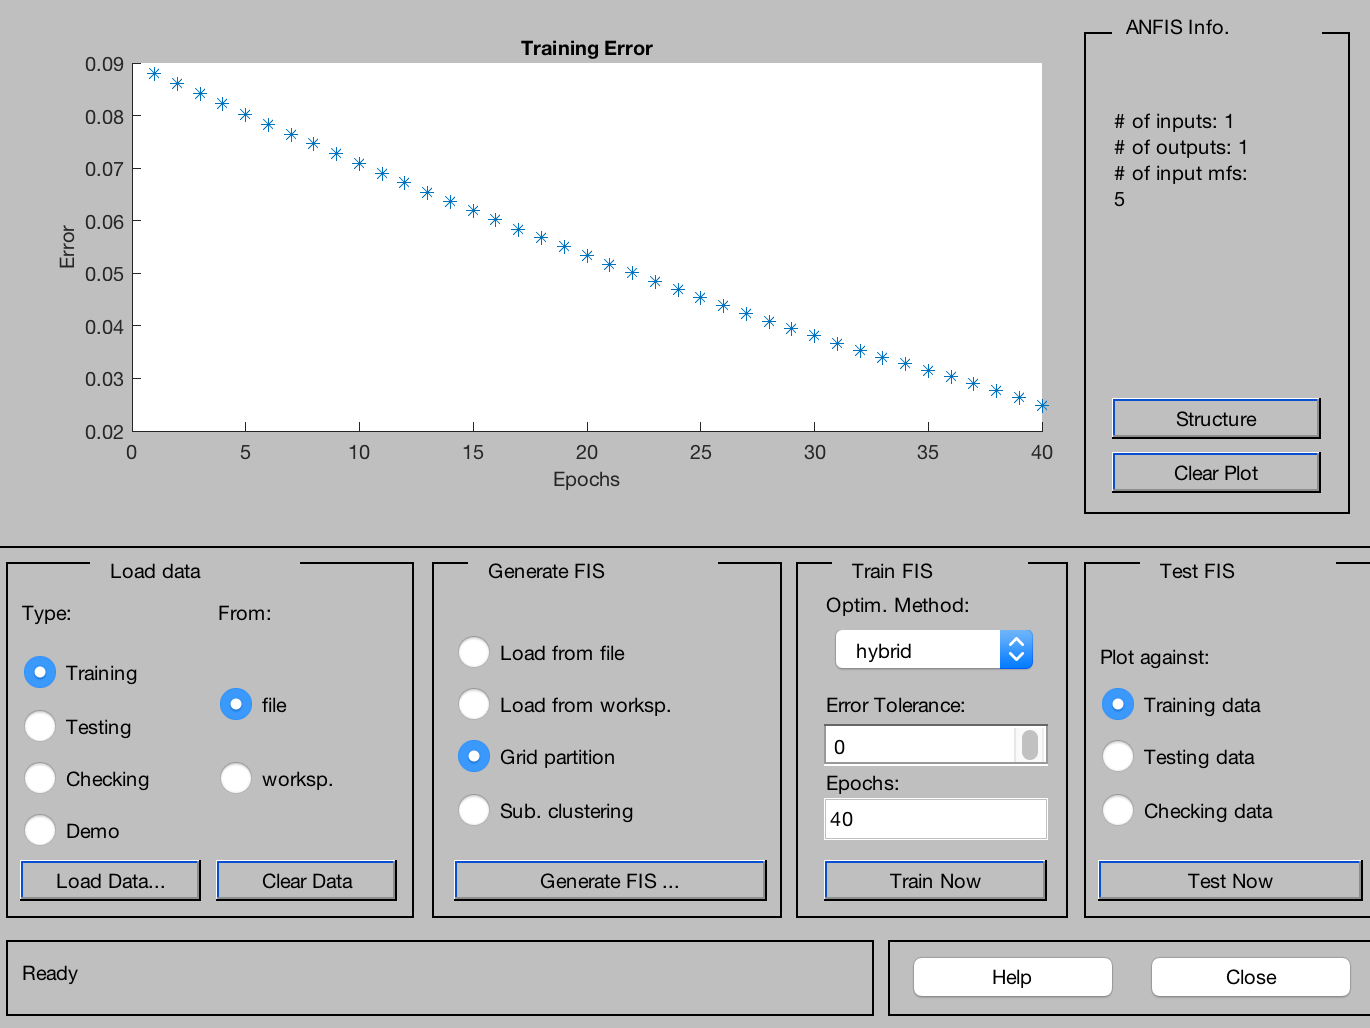 Training Error
0.09
0.08
0.07
0.06
0.05
0.04
0.03
0.02
Error
0 5 10 15 20 25 30 35 40
Epochs
ANFIS Info.
# of inputs: 1
# of outputs: 1
# of input mfs:
5
Structure
Clear Plot
Load data
Type: From:
Training
file
Testing
Checking worksp.
Demo
Load Data... Clear Data
Generate FIS
Load from file
Load from worksp.
Grid partition
Sub. clustering
Generate FIS ...
Train FIS
Optim. Method:
hybrid
Error Tolerance:
0
Epochs:
40
Train Now
Test FIS
Plot against:
Training data
Testing data
Checking data
Test Now
Ready
Help Close